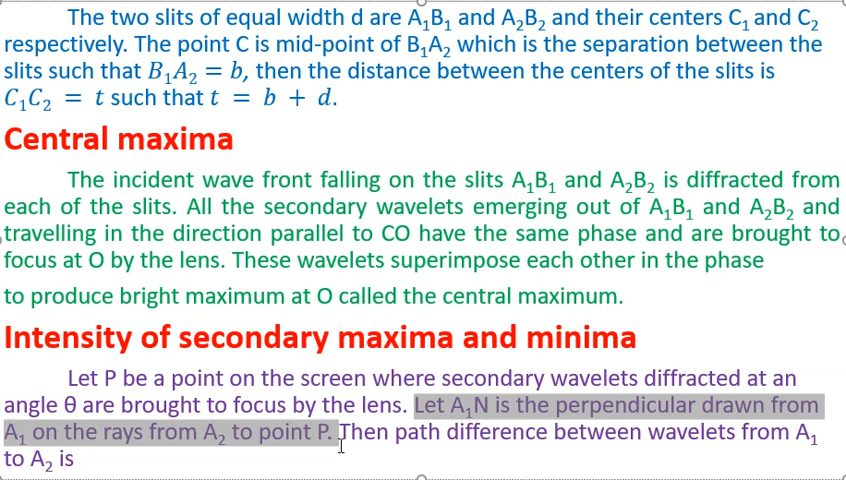 The two slits of equal width d are A₁B₁ and A₂B₂ and their centers C₁ and C₂
respectively. The point C is mid-point of B₁A₂ which is the separation between the
slits such that B₁A₂ = b, then the distance between the centers of the slits is
C₁C₂ = t such that t = b + d.
Central maxima
The incident wave front falling on the slits A₁B₁ and A₂B₂ is diffracted from
each of the slits. All the secondary wavelets emerging out of A₁B₁ and A₂B₂ and
travelling in the direction parallel to CO have the same phase and are brought to
focus at O by the lens. These wavelets superimpose each other in the phase
to produce bright maximum at O called the central maximum.
Intensity of secondary maxima and minima
Let P be a point on the screen where secondary wavelets diffracted at an
angle θ are brought to focus by the lens. Let A₁N is the perpendicular drawn from
A₁ on the rays from A₂ to point P. Then path difference between wavelets from A₁
to A₂ is